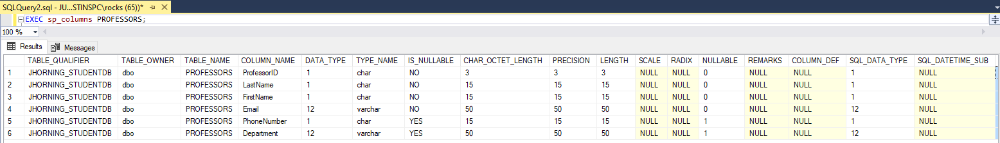 SQLQuery2.sql - JU...STINSPC\rocks (65))*
EXEC sp_columns PROFESSORS;
100 %
Results Messages
TABLE_QUALIFIER TABLE_OWNER TABLE_NAME COLUMN_NAME DATA_TYPE TYPE_NAME IS_NULLABLE CHAR_OCTET_LENGTH PRECISION LENGTH SCALE RADIX NULLABLE REMARKS COLUMN_DEF SQL_DATA_TYPE SQL_DATETIME_SUB
1 JHORNING_STUDENTDB dbo PROFESSORS ProfessorID 1 char NO 3 3 3 NULL NULL 0 NULL NULL 1 NULL
2 JHORNING_STUDENTDB dbo PROFESSORS LastName 1 char NO 15 15 15 NULL NULL 0 NULL NULL 1 NULL
3 JHORNING_STUDENTDB dbo PROFESSORS FirstName 1 char NO 15 15 15 NULL NULL 0 NULL NULL 1 NULL
4 JHORNING_STUDENTDB dbo PROFESSORS Email 12 varchar NO 50 50 50 NULL NULL 0 NULL NULL 12 NULL
5 JHORNING_STUDENTDB dbo PROFESSORS PhoneNumber 1 char YES 15 15 15 NULL NULL 1 NULL NULL 1 NULL
6 JHORNING_STUDENTDB dbo PROFESSORS Department 12 varchar YES 50 50 50 NULL NULL 1 NULL NULL 12 NULL